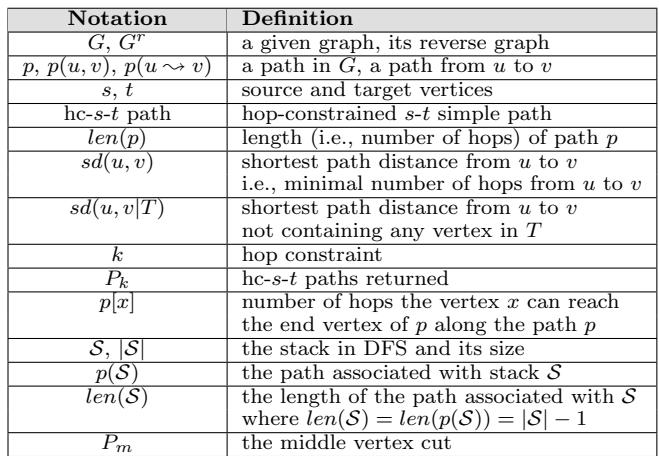 Notation Definition
G, G^r a given graph, its reverse graph
p, p(u, v), p(u ⇝ v) a path in G, a path from u to v
s, t source and target vertices
hc-s-t path hop-constrained s-t simple path
len(p) length (i.e., number of hops) of path p
sd(u, v) shortest path distance from u to v
i.e., minimal number of hops from u to v
sd(u, v|T) shortest path distance from u to v
not containing any vertex in T
k hop constraint
P_k hc-s-t paths returned
p[x] number of hops the vertex x can reach
the end vertex of p along the path p
𝒮, |𝒮| the stack in DFS and its size
p(𝒮) the path associated with stack 𝒮
len(𝒮) the length of the path associated with 𝒮
where len(𝒮) = len(p(𝒮)) = |𝒮| − 1
P_m the middle vertex cut